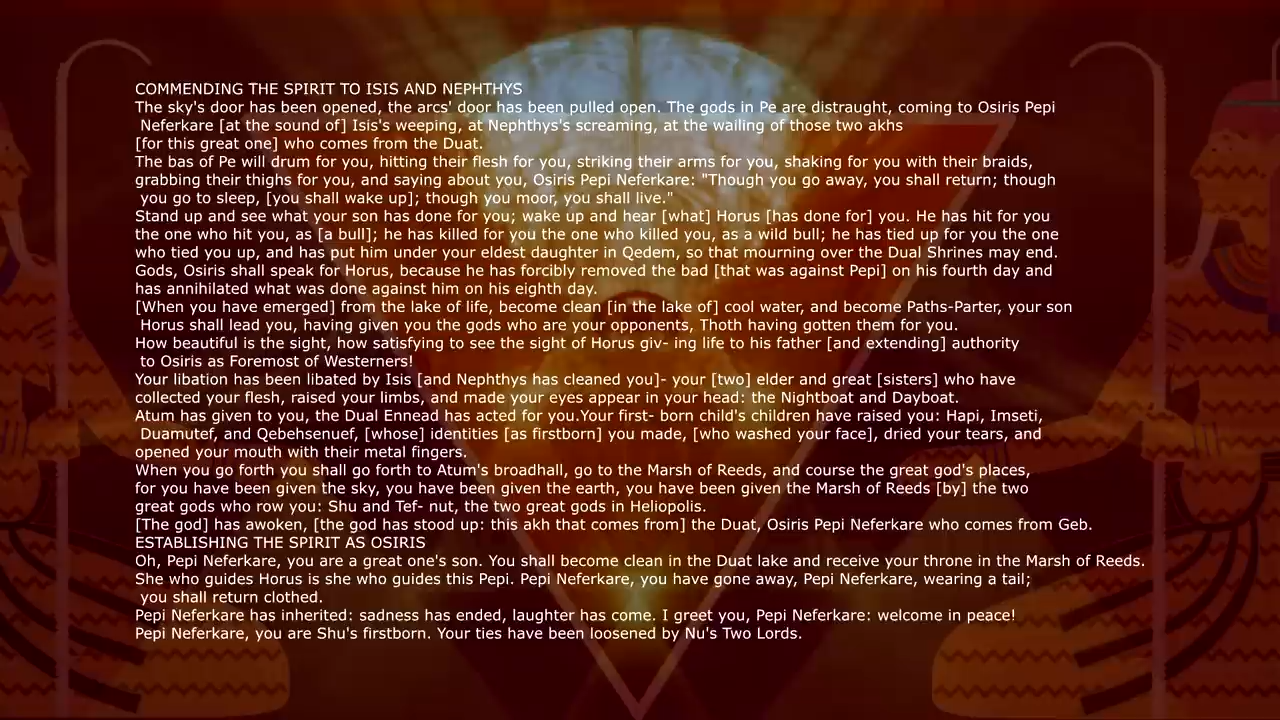 COMMENDING THE SPIRIT TO ISIS AND NEPHTHYS
The sky's door has been opened, the arcs' door has been pulled open. The gods in Pe are distraught, coming to Osiris Pepi
Neferkare [at the sound of] Isis's weeping, at Nephthys's screaming, at the wailing of those two akhs
[for this great one] who comes from the Duat.
The bas of Pe will drum for you, hitting their flesh for you, striking their arms for you, shaking for you with their braids,
grabbing their thighs for you, and saying about you, Osiris Pepi Neferkare: "Though you go away, you shall return; though
you go to sleep, [you shall wake up]; though you moor, you shall live."
Stand up and see what your son has done for you; wake up and hear [what] Horus [has done for] you. He has hit for you
the one who hit you, as [a bull]; he has killed for you the one who killed you, as a wild bull; he has tied up for you the one
who tied you up, and has put him under your eldest daughter in Qedem, so that mourning over the Dual Shrines may end.
Gods, Osiris shall speak for Horus, because he has forcibly removed the bad [that was against Pepi] on his fourth day and
has annihilated what was done against him on his eighth day.
[When you have emerged] from the lake of life, become clean [in the lake of] cool water, and become Paths-Parter, your son
Horus shall lead you, having given you the gods who are your opponents, Thoth having gotten them for you.
How beautiful is the sight, how satisfying to see the sight of Horus giv- ing life to his father [and extending] authority
to Osiris as Foremost of Westerners!
Your libation has been libated by Isis [and Nephthys has cleaned you]- your [two] elder and great [sisters] who have
collected your flesh, raised your limbs, and made your eyes appear in your head: the Nightboat and Dayboat.
Atum has given to you, the Dual Ennead has acted for you.Your first- born child's children have raised you: Hapi, Imseti,
Duamutef, and Qebehsenuef, [whose] identities [as firstborn] you made, [who washed your face], dried your tears, and
opened your mouth with their metal fingers.
When you go forth you shall go forth to Atum's broadhall, go to the Marsh of Reeds, and course the great god's places,
for you have been given the sky, you have been given the earth, you have been given the Marsh of Reeds [by] the two
great gods who row you: Shu and Tef- nut, the two great gods in Heliopolis.
[The god] has awoken, [the god has stood up: this akh that comes from] the Duat, Osiris Pepi Neferkare who comes from Geb.
ESTABLISHING THE SPIRIT AS OSIRIS
Oh, Pepi Neferkare, you are a great one's son. You shall become clean in the Duat lake and receive your throne in the Marsh of Reeds.
She who guides Horus is she who guides this Pepi. Pepi Neferkare, you have gone away, Pepi Neferkare, wearing a tail;
you shall return clothed.
Pepi Neferkare has inherited: sadness has ended, laughter has come. I greet you, Pepi Neferkare: welcome in peace!
Pepi Neferkare, you are Shu's firstborn. Your ties have been loosened by Nu's Two Lords.